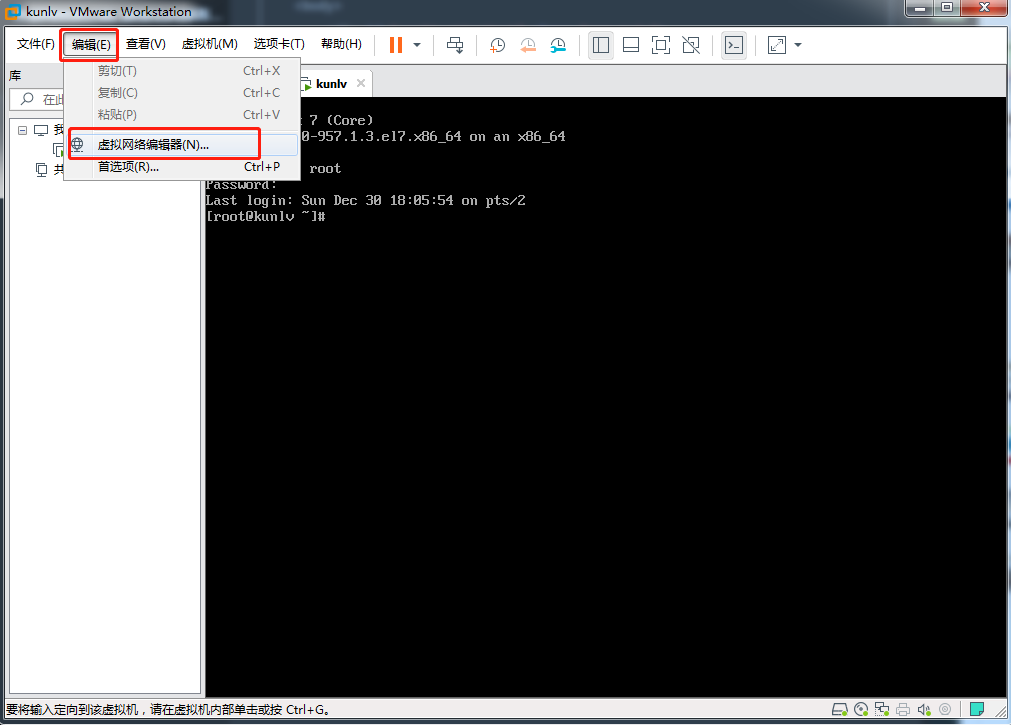 kunlv - VMware Workstation
文件(F) 编辑(E) 查看(V) 虚拟机(M) 选项卡(T) 帮助(H)
库
在此
我
共
剪切(T) Ctrl+X
复制(C) Ctrl+C
粘贴(P) Ctrl+V
虚拟网络编辑器(N)...
首选项(R)... Ctrl+P
kunlv
7 (Core)
0-957.1.3.el7.x86_64 on an x86_64
root
Password:
Last login: Sun Dec 30 18:05:54 on pts/2
[root@kunlv ~]#
要将输入定向到该虚拟机，请在虚拟机内部单击或按 Ctrl+G。